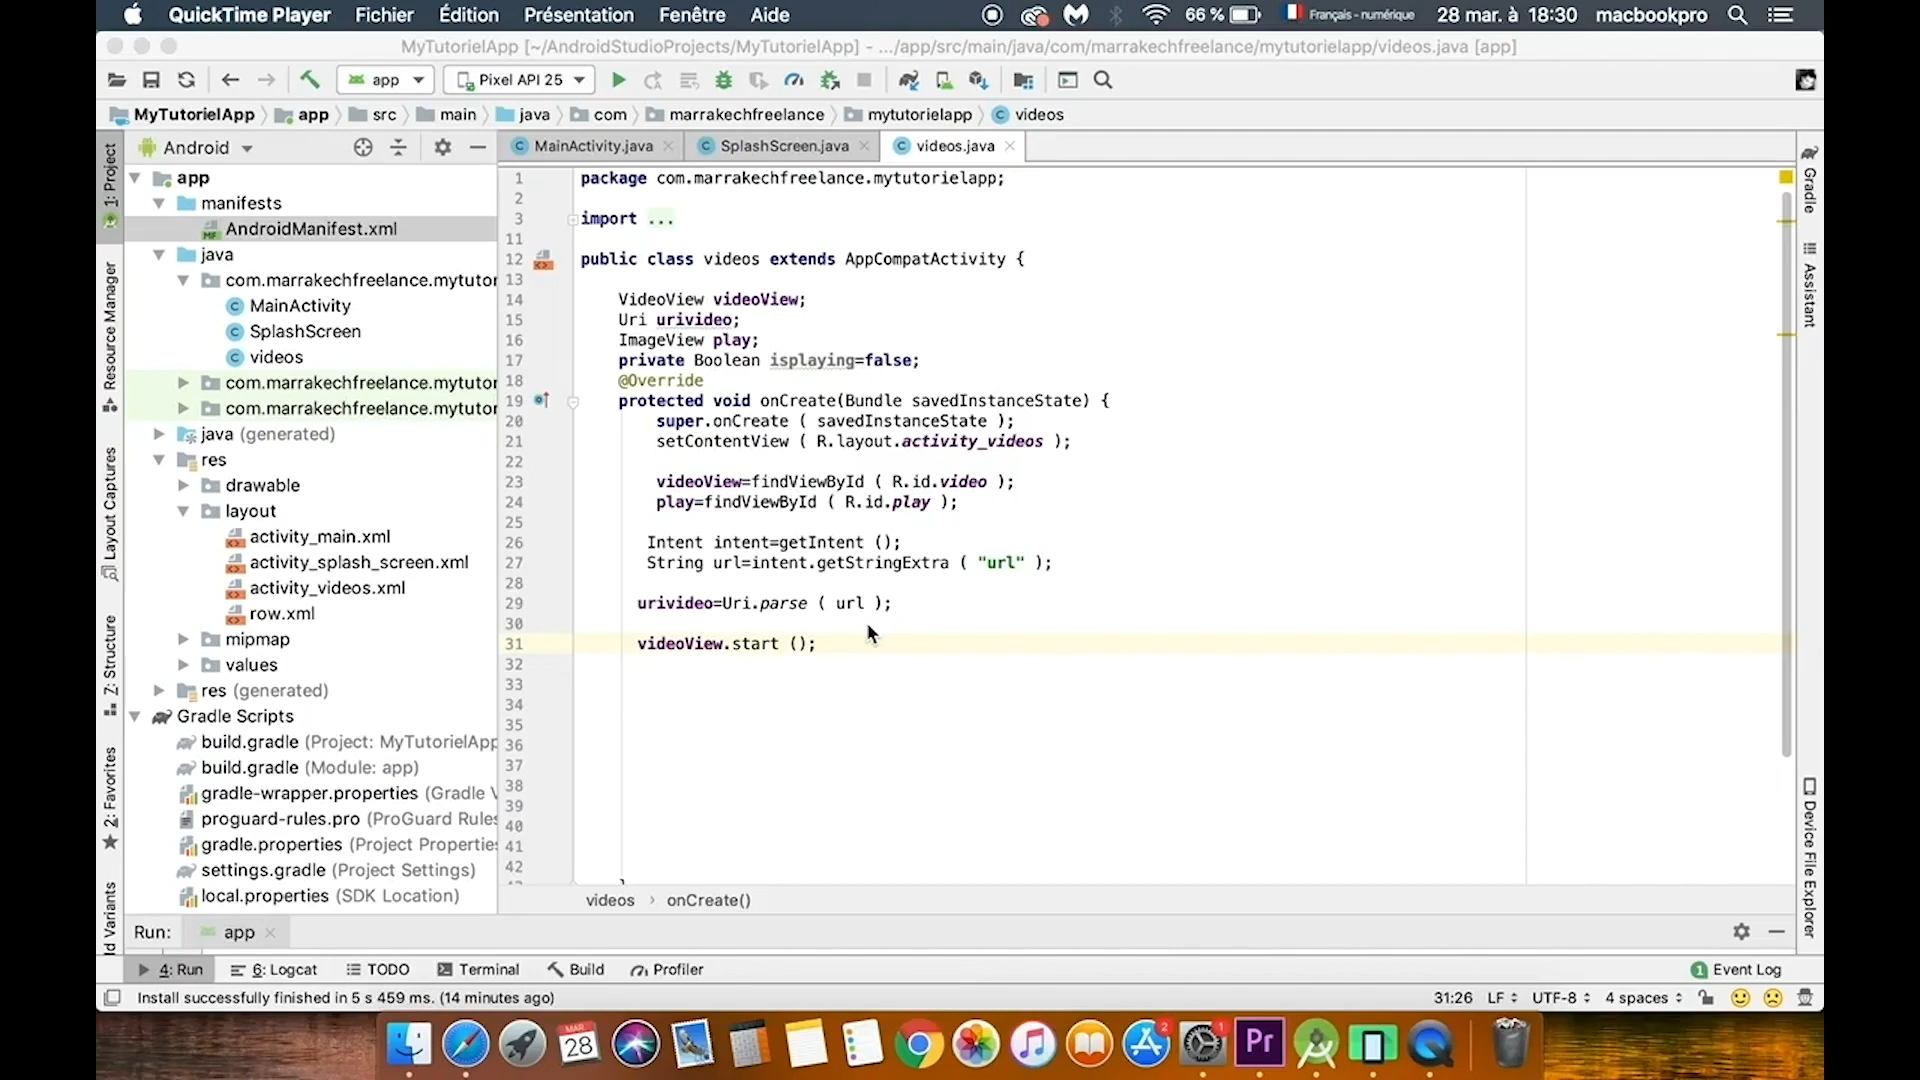 QuickTime Player Fichier Édition Présentation Fenêtre Aide 66 % Français - numérique 28 mar. à 18:30 macbookpro
MyTutorielApp [~/AndroidStudioProjects/MyTutorielApp] - .../app/src/main/java/com/marrakechfreelance/mytutorielapp/videos.java [app]
app Pixel API 25
MyTutorielApp app src main java com marrakechfreelance mytutorielapp videos
Android
MainActivity.java SplashScreen.java videos.java
1: Project
Resource Manager
Layout Captures
7: Structure
2: Favorites
ld Variants
app
manifests
AndroidManifest.xml
java
com.marrakechfreelance.mytutor
MainActivity
SplashScreen
videos
com.marrakechfreelance.mytutor
com.marrakechfreelance.mytutor
java (generated)
res
drawable
layout
activity_main.xml
activity_splash_screen.xml
activity_videos.xml
row.xml
mipmap
values
res (generated)
Gradle Scripts
build.gradle (Project: MyTutorielApp
build.gradle (Module: app)
gradle-wrapper.properties (Gradle V
proguard-rules.pro (ProGuard Rules
gradle.properties (Project Properties
settings.gradle (Project Settings)
local.properties (SDK Location)
1 package com.marrakechfreelance.mytutorielapp;
2
3 import ...
11
12 public class videos extends AppCompatActivity {
13
14 VideoView videoView;
15 Uri urivideo;
16 ImageView play;
17 private Boolean isplaying=false;
18 @Override
19 protected void onCreate(Bundle savedInstanceState) {
20 super.onCreate ( savedInstanceState );
21 setContentView ( R.layout.activity_videos );
22
23 videoView=findViewById ( R.id.video );
24 play=findViewById ( R.id.play );
25
26 Intent intent=getIntent ();
27 String url=intent.getStringExtra ( "url" );
28
29 urivideo=Uri.parse ( url );
30
31 videoView.start ();
32
33
34
35
36
37
38
39
40
41
42
videos › onCreate()
Gradle
Assistant
Device File Explorer
Run: app
4: Run 6: Logcat TODO Terminal Build Profiler 1 Event Log
Install successfully finished in 5 s 459 ms. (14 minutes ago) 31:26 LF UTF-8 4 spaces
MAR.
28 2 1 Pr